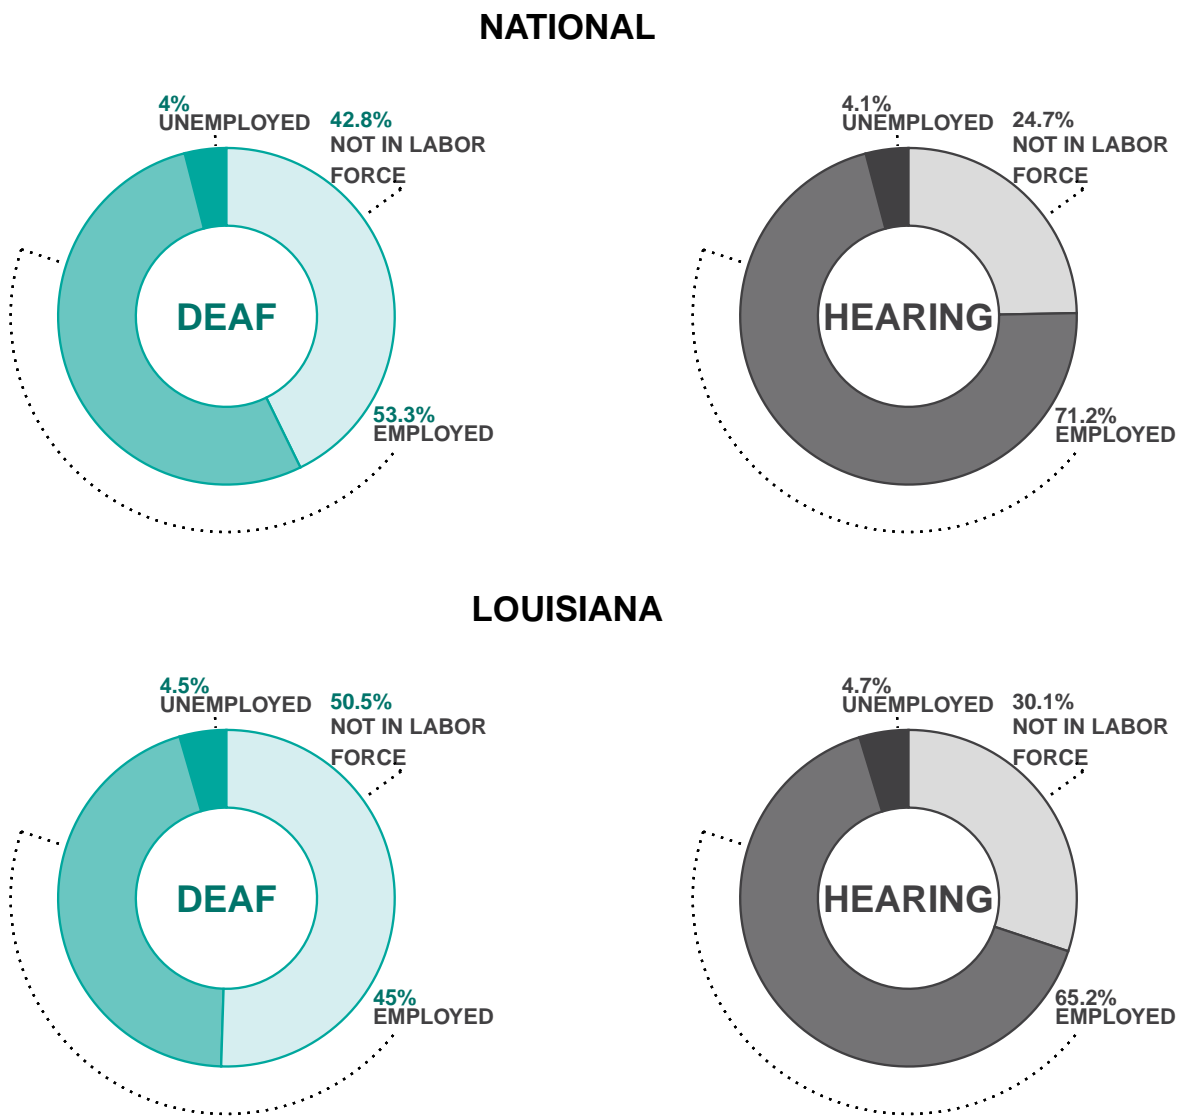 NATIONAL
4%
UNEMPLOYED
42.8%
NOT IN LABOR
FORCE
DEAF
53.3%
EMPLOYED
4.1%
UNEMPLOYED
24.7%
NOT IN LABOR
FORCE
HEARING
71.2%
EMPLOYED
LOUISIANA
4.5%
UNEMPLOYED
50.5%
NOT IN LABOR
FORCE
DEAF
45%
EMPLOYED
4.7%
UNEMPLOYED
30.1%
NOT IN LABOR
FORCE
HEARING
65.2%
EMPLOYED